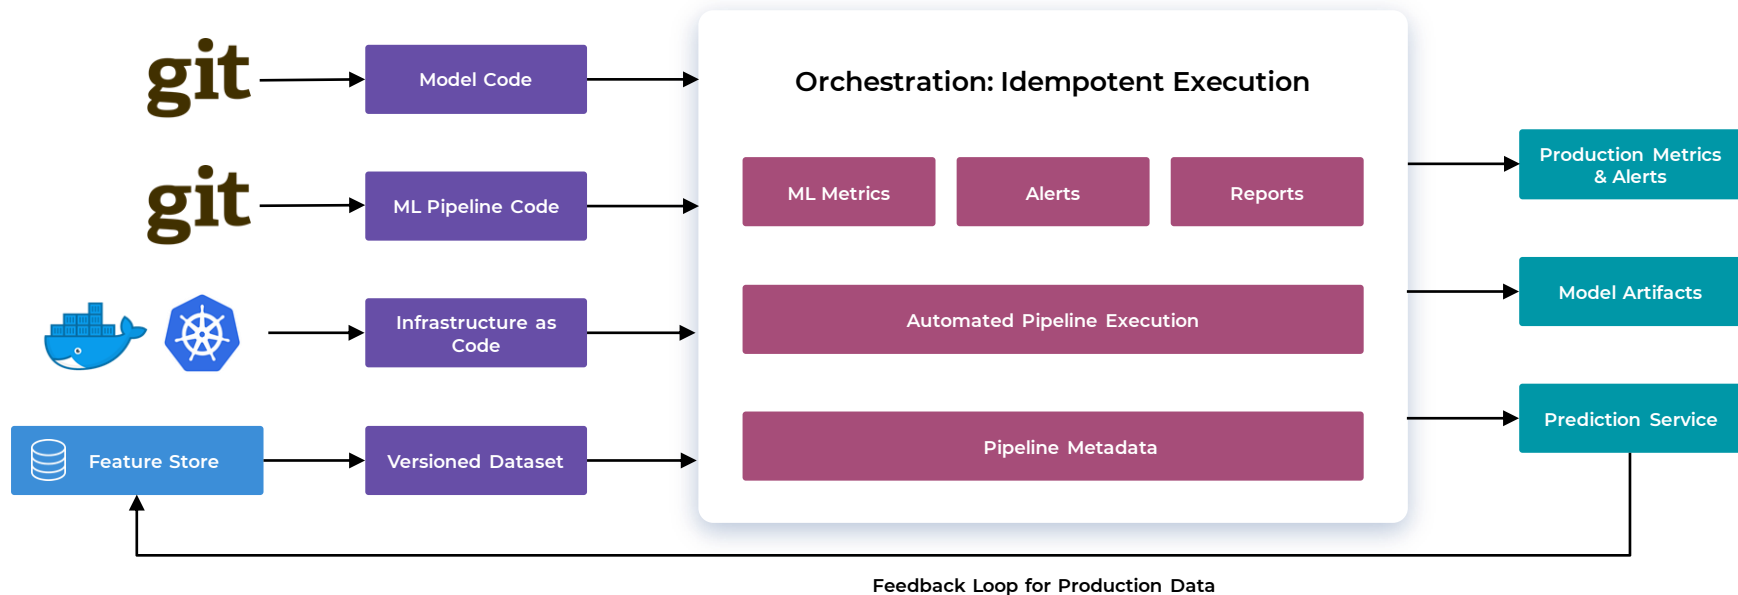 git
Model Code
Orchestration: Idempotent Execution
git
ML Pipeline Code
ML Metrics
Alerts
Reports
Production Metrics
& Alerts
Infrastructure as
Code
Automated Pipeline Execution
Model Artifacts
Feature Store
Versioned Dataset
Pipeline Metadata
Prediction Service
Feedback Loop for Production Data